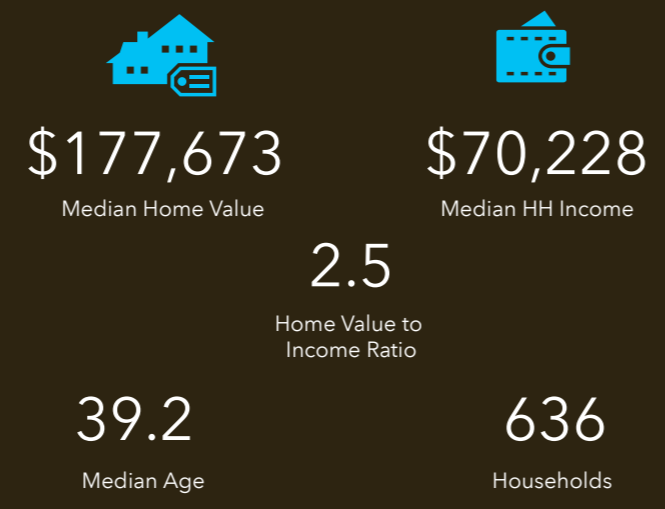 $177,673
Median Home Value
$70,228
Median HH Income
2.5
Home Value to
Income Ratio
39.2
Median Age
636
Households